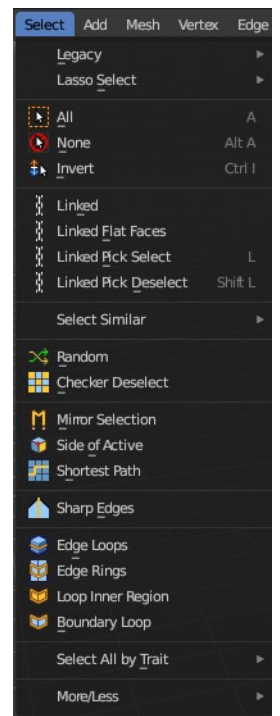 Select Add Mesh Vertex Edge
Legacy
Lasso Select
All A
None Alt A
Invert Ctrl I
Linked
Linked Flat Faces
Linked Pick Select L
Linked Pick Deselect Shift L
Select Similar
Random
Checker Deselect
Mirror Selection
Side of Active
Shortest Path
Sharp Edges
Edge Loops
Edge Rings
Loop Inner Region
Boundary Loop
Select All by Trait
More/Less